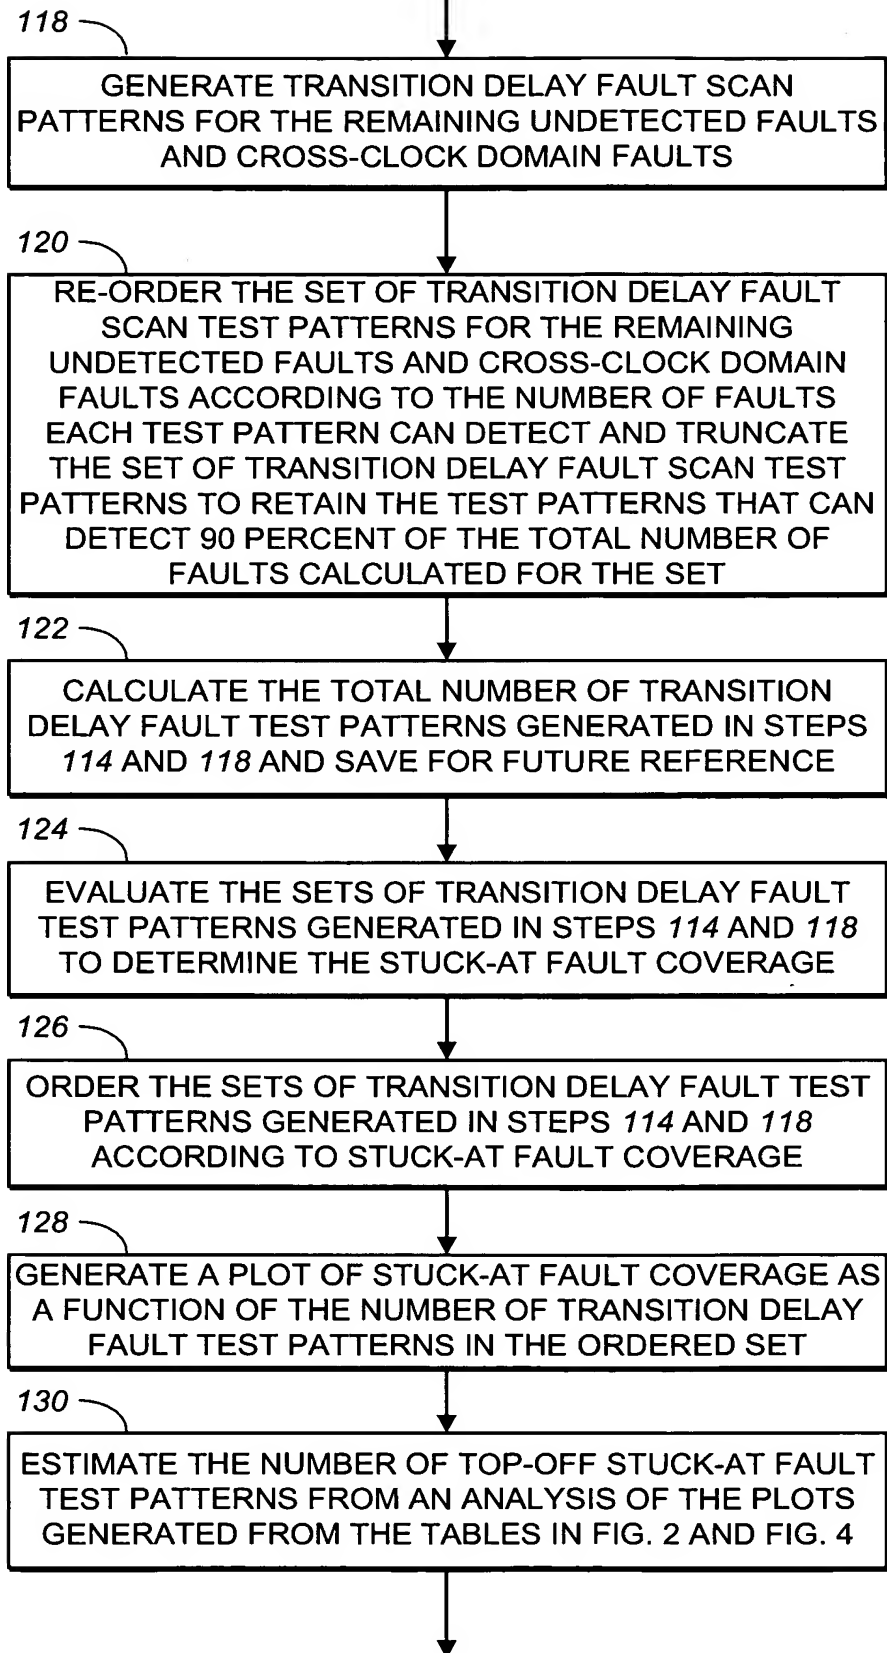 118
GENERATE TRANSITION DELAY FAULT SCAN
PATTERNS FOR THE REMAINING UNDETECTED FAULTS
AND CROSS-CLOCK DOMAIN FAULTS
120
RE-ORDER THE SET OF TRANSITION DELAY FAULT
SCAN TEST PATTERNS FOR THE REMAINING
UNDETECTED FAULTS AND CROSS-CLOCK DOMAIN
FAULTS ACCORDING TO THE NUMBER OF FAULTS
EACH TEST PATTERN CAN DETECT AND TRUNCATE
THE SET OF TRANSITION DELAY FAULT SCAN TEST
PATTERNS TO RETAIN THE TEST PATTERNS THAT CAN
DETECT 90 PERCENT OF THE TOTAL NUMBER OF
FAULTS CALCULATED FOR THE SET
122
CALCULATE THE TOTAL NUMBER OF TRANSITION
DELAY FAULT TEST PATTERNS GENERATED IN STEPS
114 AND 118 AND SAVE FOR FUTURE REFERENCE
124
EVALUATE THE SETS OF TRANSITION DELAY FAULT
TEST PATTERNS GENERATED IN STEPS 114 AND 118
TO DETERMINE THE STUCK-AT FAULT COVERAGE
126
ORDER THE SETS OF TRANSITION DELAY FAULT TEST
PATTERNS GENERATED IN STEPS 114 AND 118
ACCORDING TO STUCK-AT FAULT COVERAGE
128
GENERATE A PLOT OF STUCK-AT FAULT COVERAGE AS
A FUNCTION OF THE NUMBER OF TRANSITION DELAY
FAULT TEST PATTERNS IN THE ORDERED SET
130
ESTIMATE THE NUMBER OF TOP-OFF STUCK-AT FAULT
TEST PATTERNS FROM AN ANALYSIS OF THE PLOTS
GENERATED FROM THE TABLES IN FIG. 2 AND FIG. 4